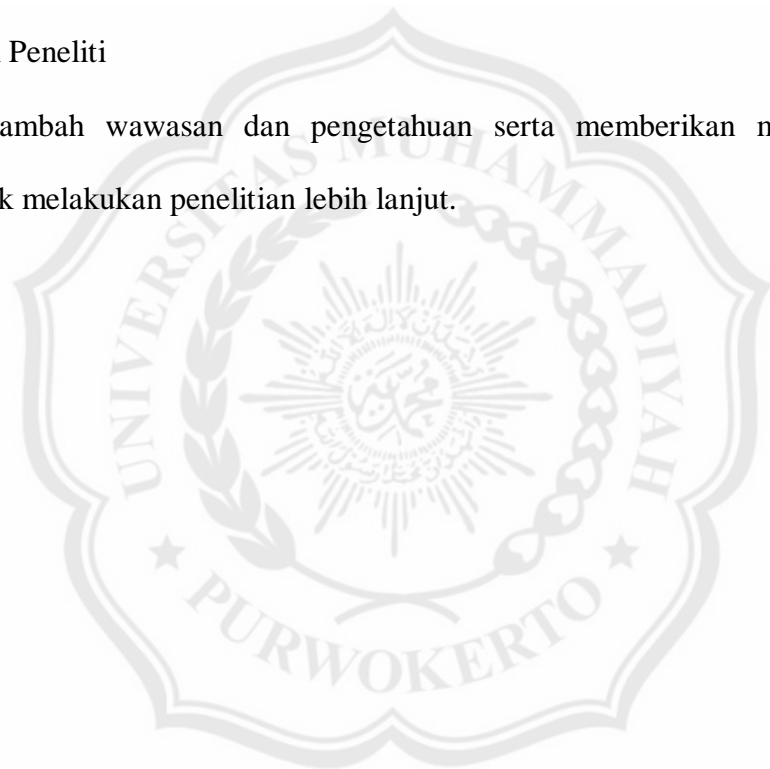 Peneliti
ambah wawasan dan pengetahuan serta memberikan m
k melakukan penelitian lebih lanjut.
UNIVERSITAS MUHAMMADIYAH
PURWOKERTO